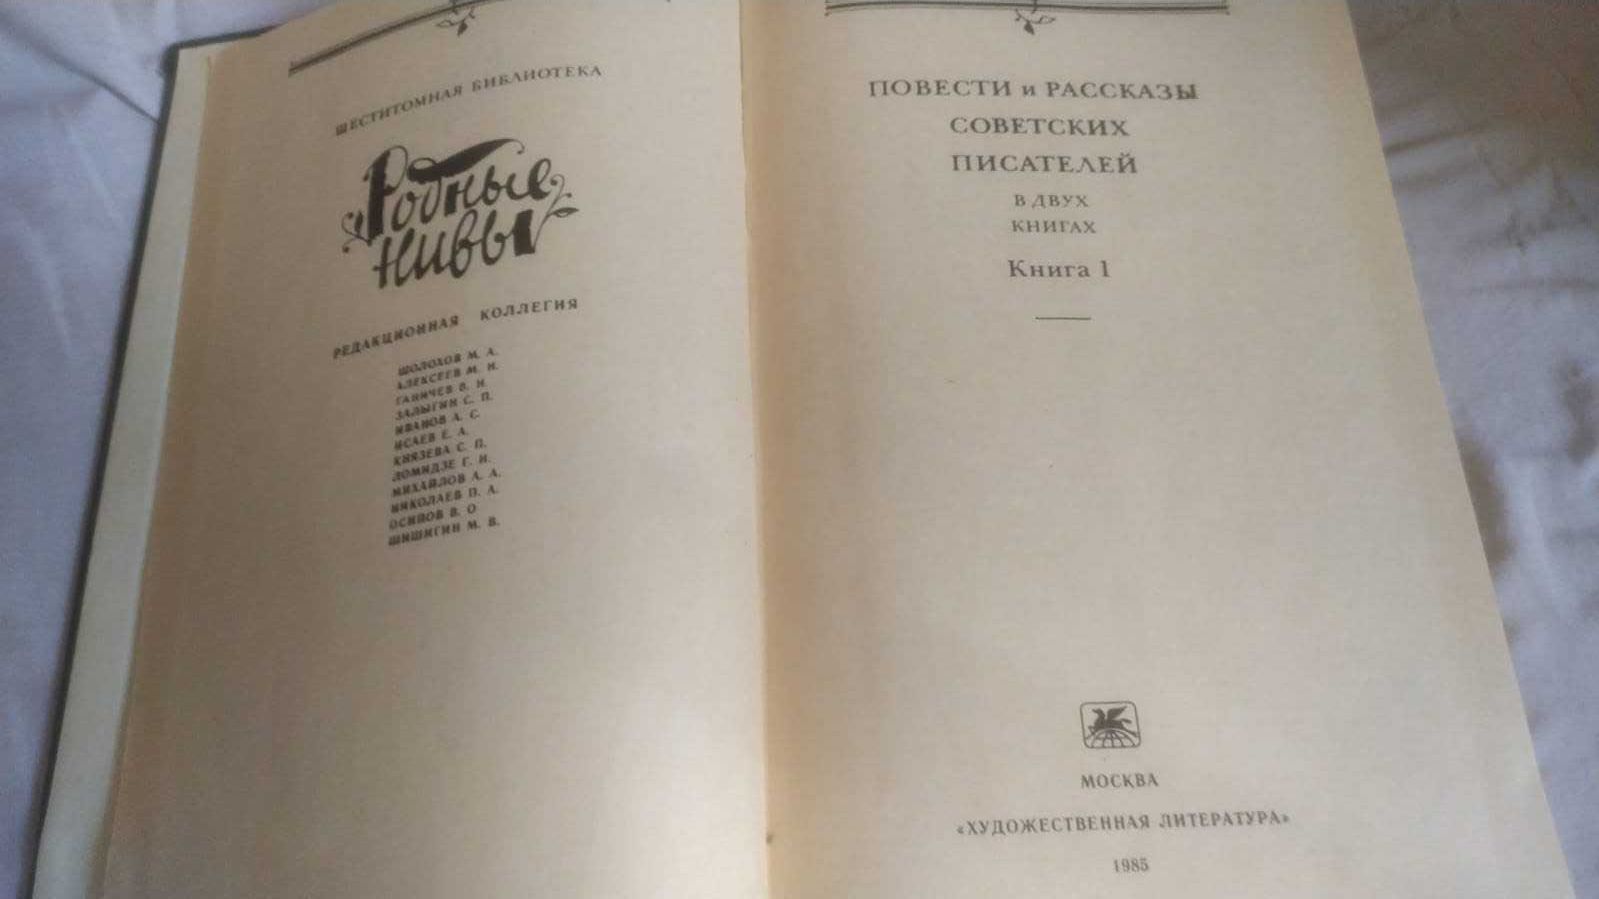 ШЕСТИТОМНАЯ БИБЛИОТЕКА
Родные
нивы
РЕДАКЦИОННАЯ КОЛЛЕГИЯ
ШОЛОХОВ М. А.
АЛЕКСЕЕВ М. Н.
ГАНИЧЕВ В. Н.
ЗАЛЫГИН С. П.
ИВАНОВ А. С.
ИСАЕВ Е. А.
КНЯЗЕВА С. П.
ЛОМИДЗЕ Г. И.
МИХАЙЛОВ А. А.
НИКОЛАЕВ П. А.
ОСИПОВ В. О
ШИШИГИН М. В.
ПОВЕСТИ и РАССКАЗЫ
СОВЕТСКИХ
ПИСАТЕЛЕЙ
В ДВУХ
КНИГАХ
Книга 1
МОСКВА
«ХУДОЖЕСТВЕННАЯ ЛИТЕРАТУРА»
1985